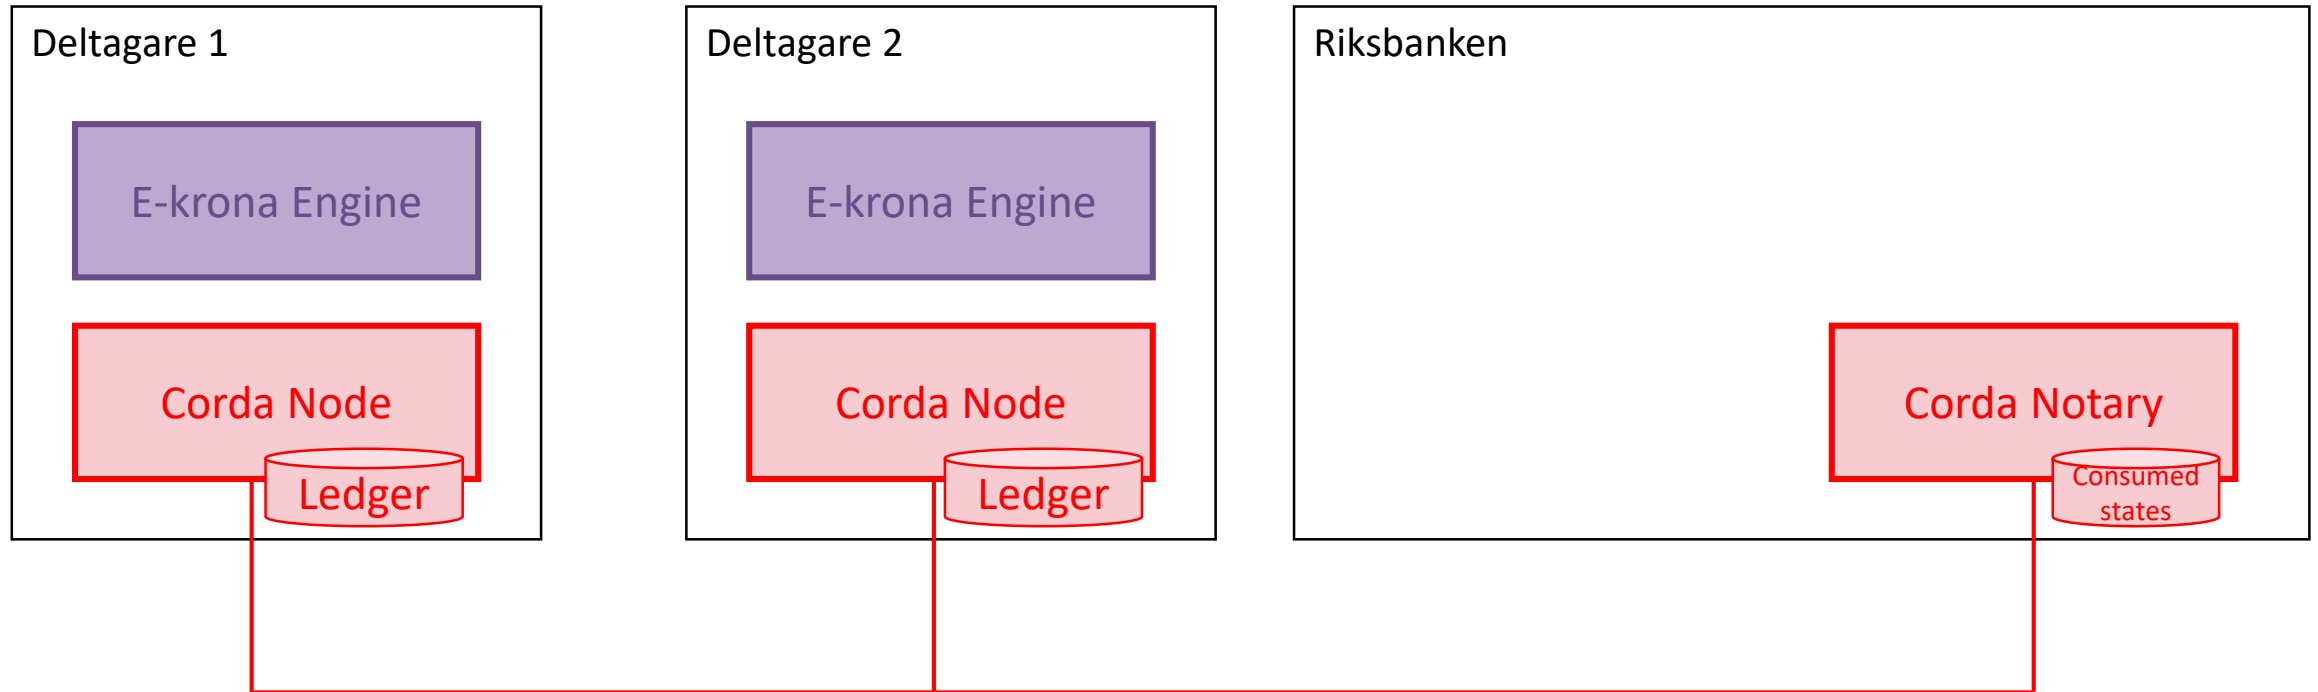 Deltagare 1
E-krona Engine
Corda Node
Ledger
Deltagare 2
E-krona Engine
Corda Node
Ledger
Riksbanken
Corda Notary
Consumed
states